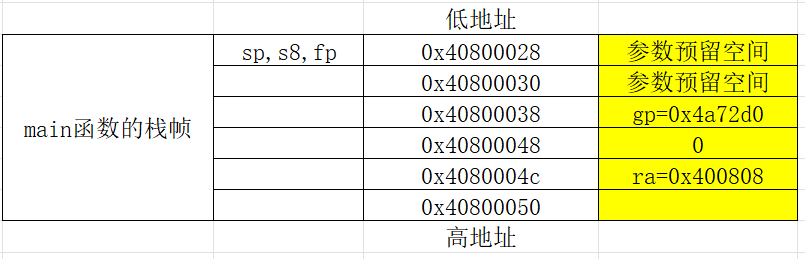 低地址
main函数的栈帧
sp,s8,fp 0x40800028 参数预留空间
0x40800030 参数预留空间
0x40800038 gp=0x4a72d0
0x40800048 0
0x4080004c ra=0x400808
0x40800050
高地址